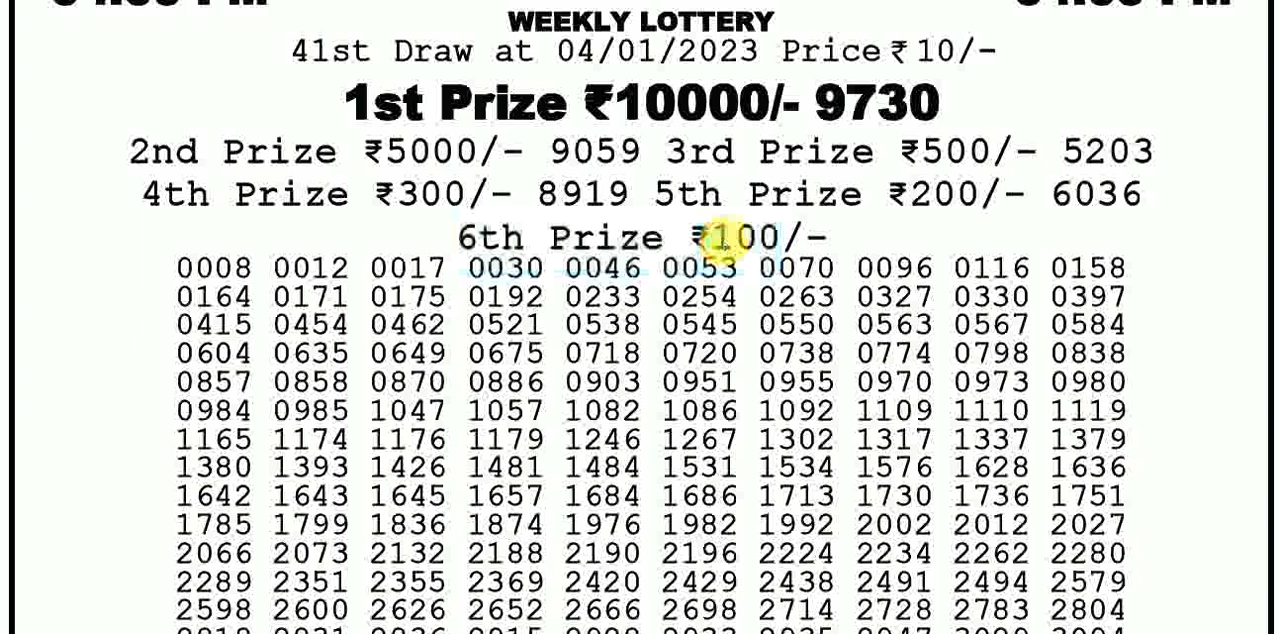 WEEKLY LOTTERY
41st Draw at 04/01/2023 Price ₹ 10/-
1st Prize ₹10000/- 9730
2nd Prize ₹5000/- 9059 3rd Prize ₹500/- 5203
4th Prize ₹300/- 8919 5th Prize ₹200/- 6036
6th Prize ₹100/-
0008 0012 0017 0030 0046 0053 0070 0096 0116 0158
0164 0171 0175 0192 0233 0254 0263 0327 0330 0397
0415 0454 0462 0521 0538 0545 0550 0563 0567 0584
0604 0635 0649 0675 0718 0720 0738 0774 0798 0838
0857 0858 0870 0886 0903 0951 0955 0970 0973 0980
0984 0985 1047 1057 1082 1086 1092 1109 1110 1119
1165 1174 1176 1179 1246 1267 1302 1317 1337 1379
1380 1393 1426 1481 1484 1531 1534 1576 1628 1636
1642 1643 1645 1657 1684 1686 1713 1730 1736 1751
1785 1799 1836 1874 1976 1982 1992 2002 2012 2027
2066 2073 2132 2188 2190 2196 2224 2234 2262 2280
2289 2351 2355 2369 2420 2429 2438 2491 2494 2579
2598 2600 2626 2652 2666 2698 2714 2728 2783 2804